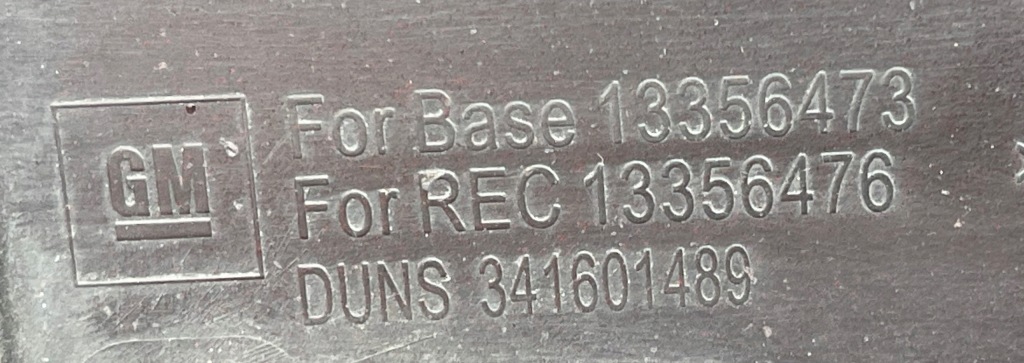 GM
For Base 13356473
For REC 13356476
DUNS 341601489